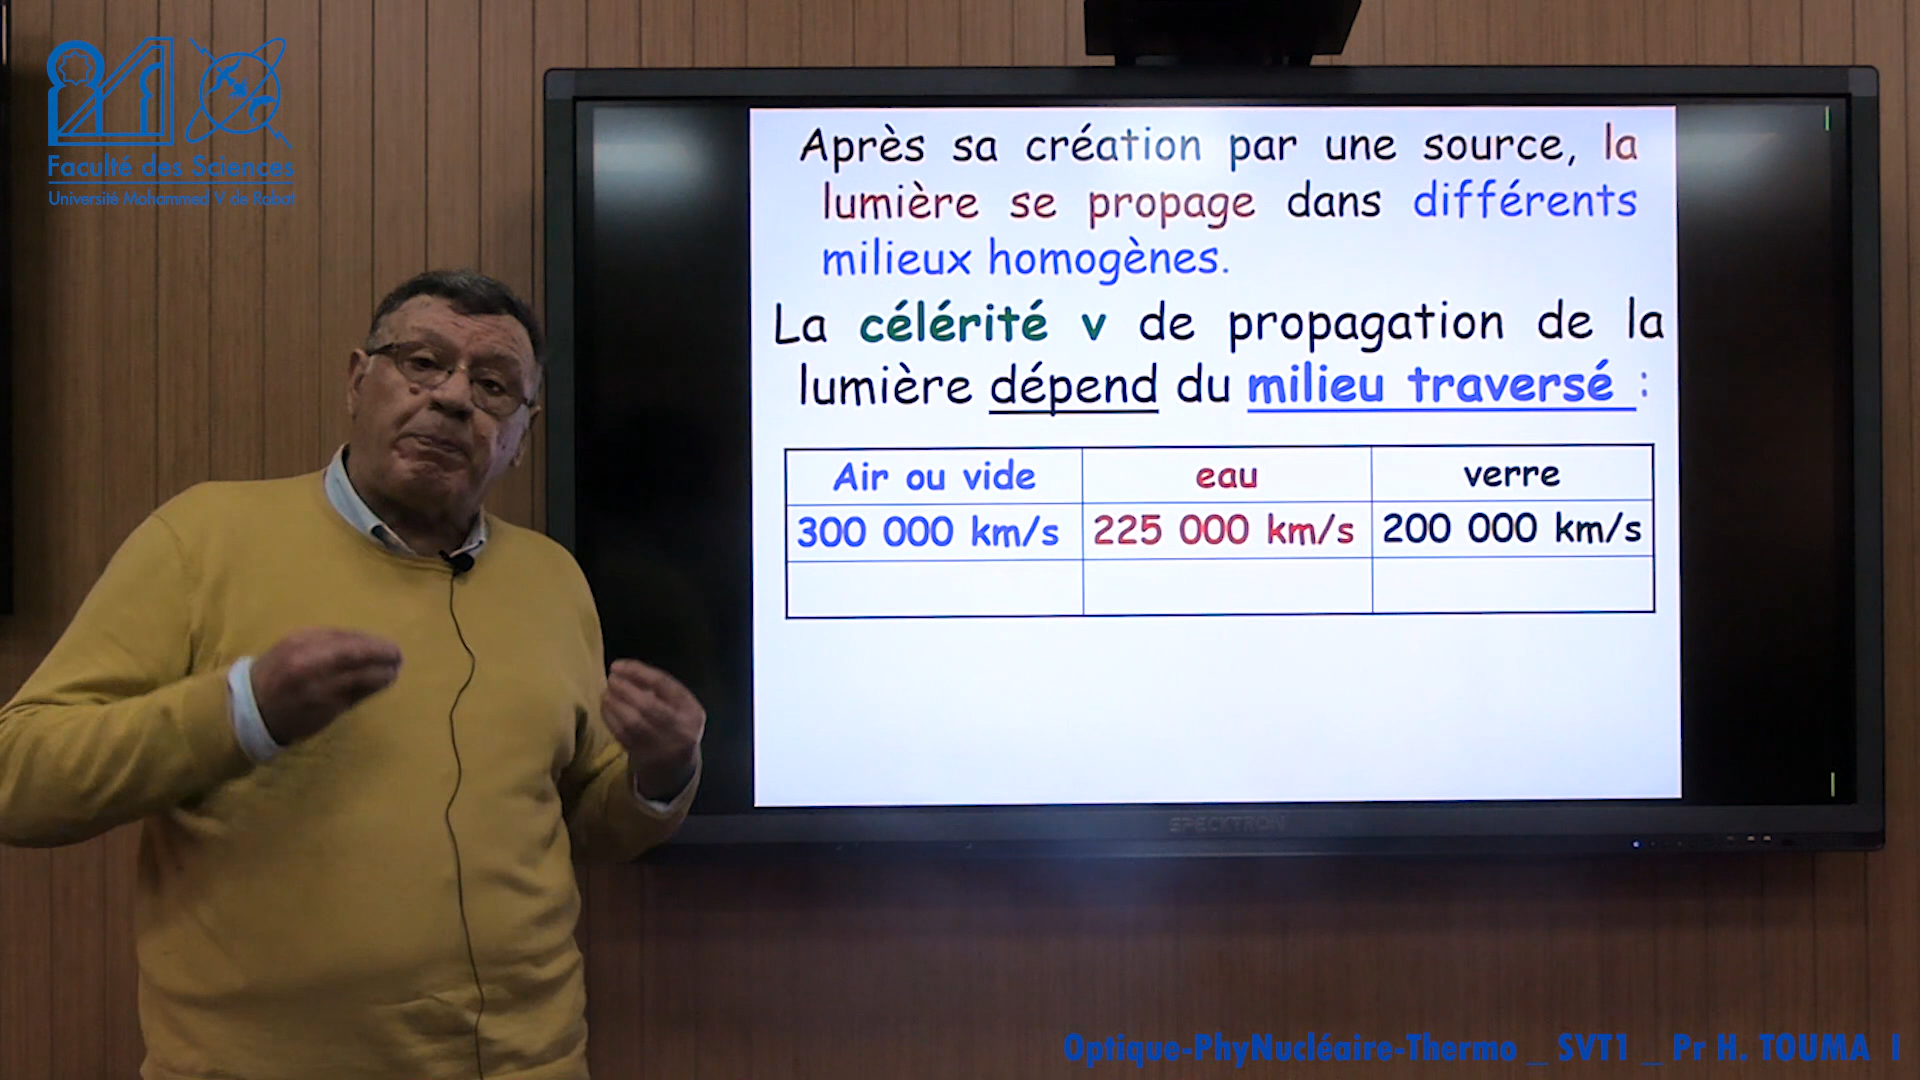 Faculté des Sciences
Université Mohammed V de Rabat
Après sa création par une source, la
lumière se propage dans différents
milieux homogènes.
La célérité v de propagation de la
lumière dépend du milieu traversé :
Air ou vide eau verre
300 000 km/s 225 000 km/s 200 000 km/s
SPECKTRON
Optique-PhyNucléaire-Thermo _ SVT1 _ Pr H. TOUMA I